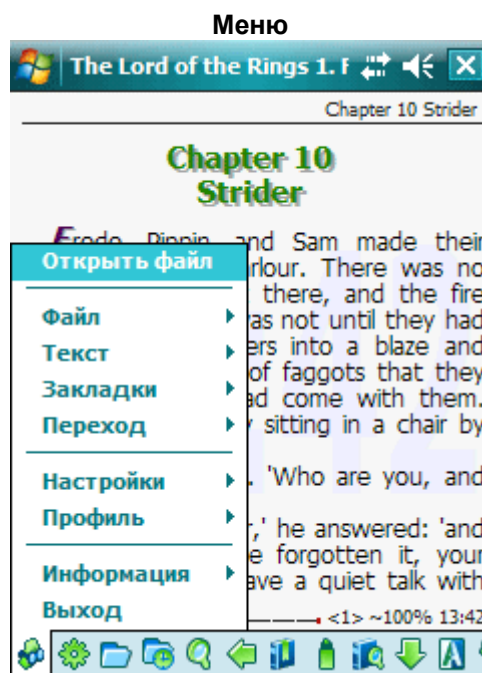 Меню
The Lord of the Rings 1. F
Chapter 10 Strider
Chapter 10
Strider
Frodo, Pippin, and Sam made their
Открыть файл
rlour. There was no
there, and the fire
Файл
as not until they had
Текст
ers into a blaze and
of faggots that they
Закладки
ad come with them.
Переход
sitting in a chair by
Настройки
. 'Who are you, and
Профиль
,' he answered: 'and
e forgotten it, your
Информация
ave a quiet talk with
Выход
<1> ~100% 13:42
A